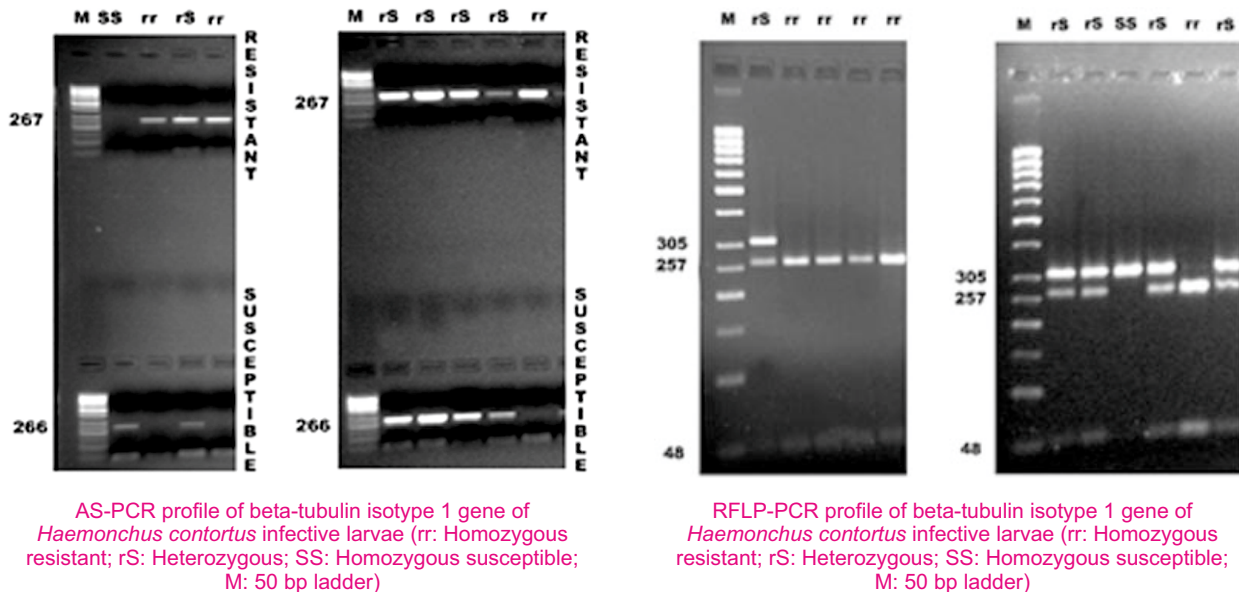 M SS rr rS rr
267
RESISTANT
SUSCEPTIBLE
266
M rS rS rS rS rr
267
RESISTANT
SUSCEPTIBLE
266
AS-PCR profile of beta-tubulin isotype 1 gene of
Haemonchus contortus infective larvae (rr: Homozygous
resistant; rS: Heterozygous; SS: Homozygous susceptible;
M: 50 bp ladder)
M rS rr rr rr rr
305
257
48
M rS rS SS rS rr rS
305
257
48
RFLP-PCR profile of beta-tubulin isotype 1 gene of
Haemonchus contortus infective larvae (rr: Homozygous
resistant; rS: Heterozygous; SS: Homozygous susceptible;
M: 50 bp ladder)